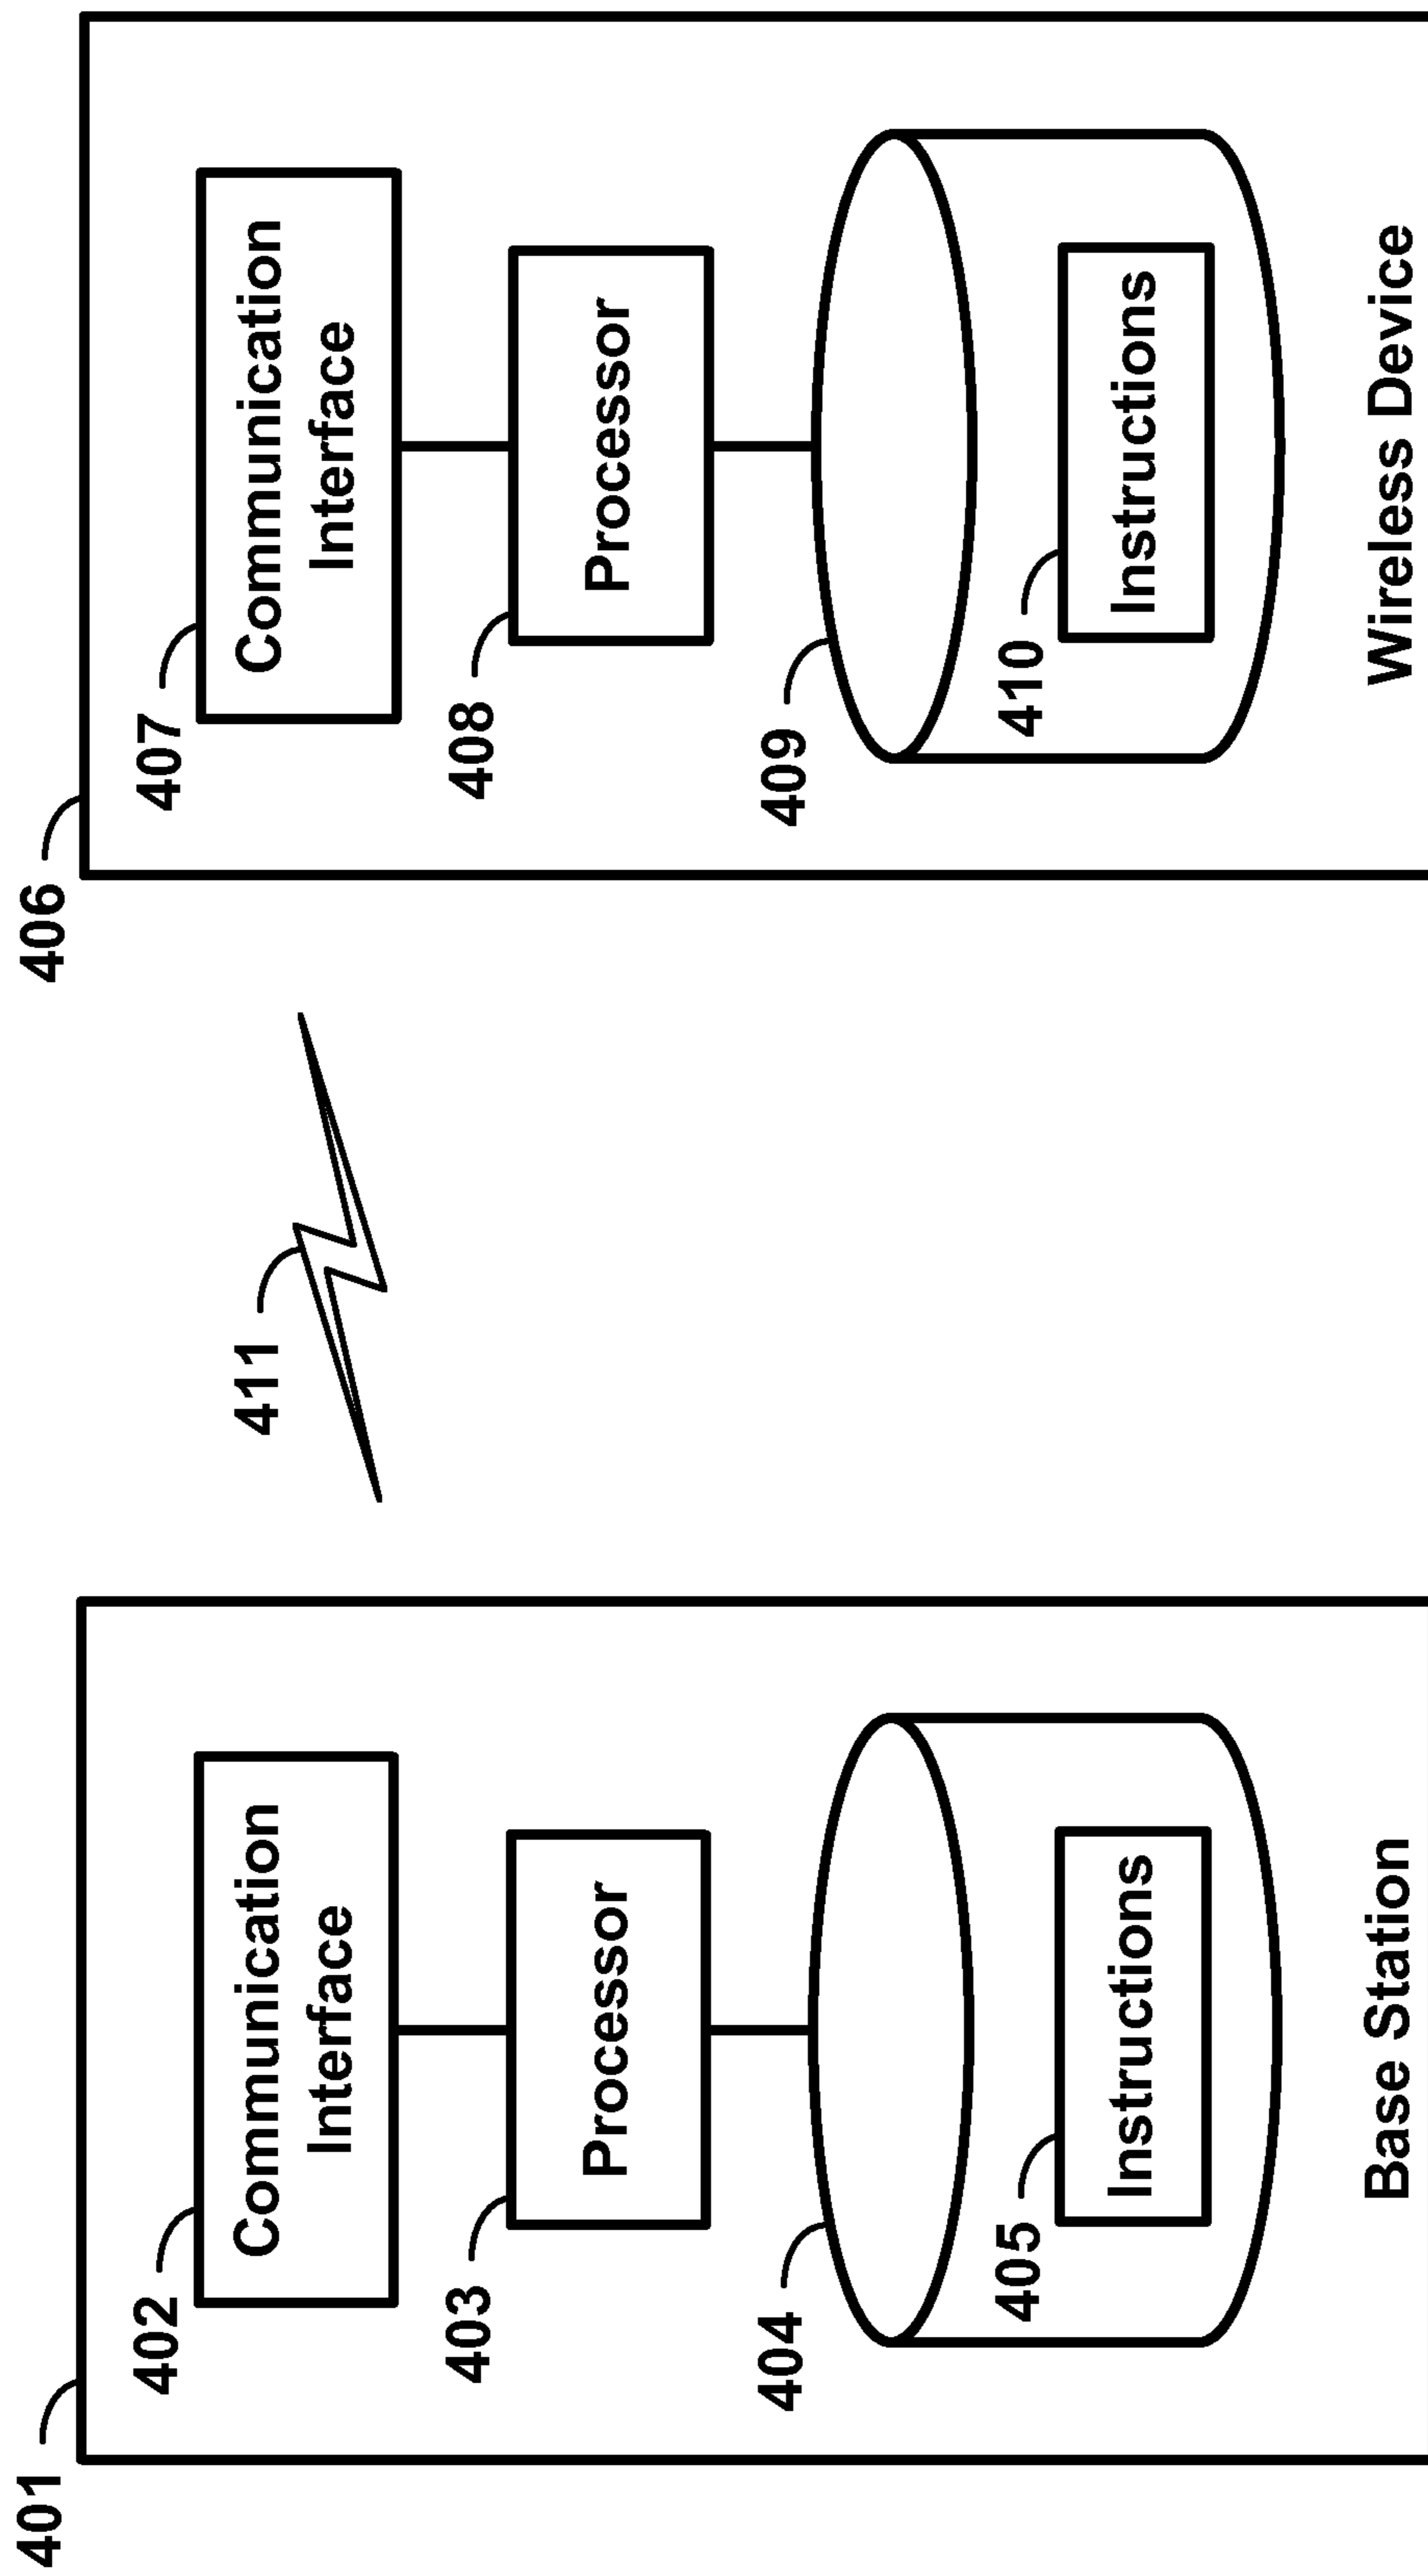 401
402
Communication
Interface
403
Processor
404
405
Instructions
Base Station
411
406
407
Communication
Interface
408
Processor
409
410
Instructions
Wireless Device